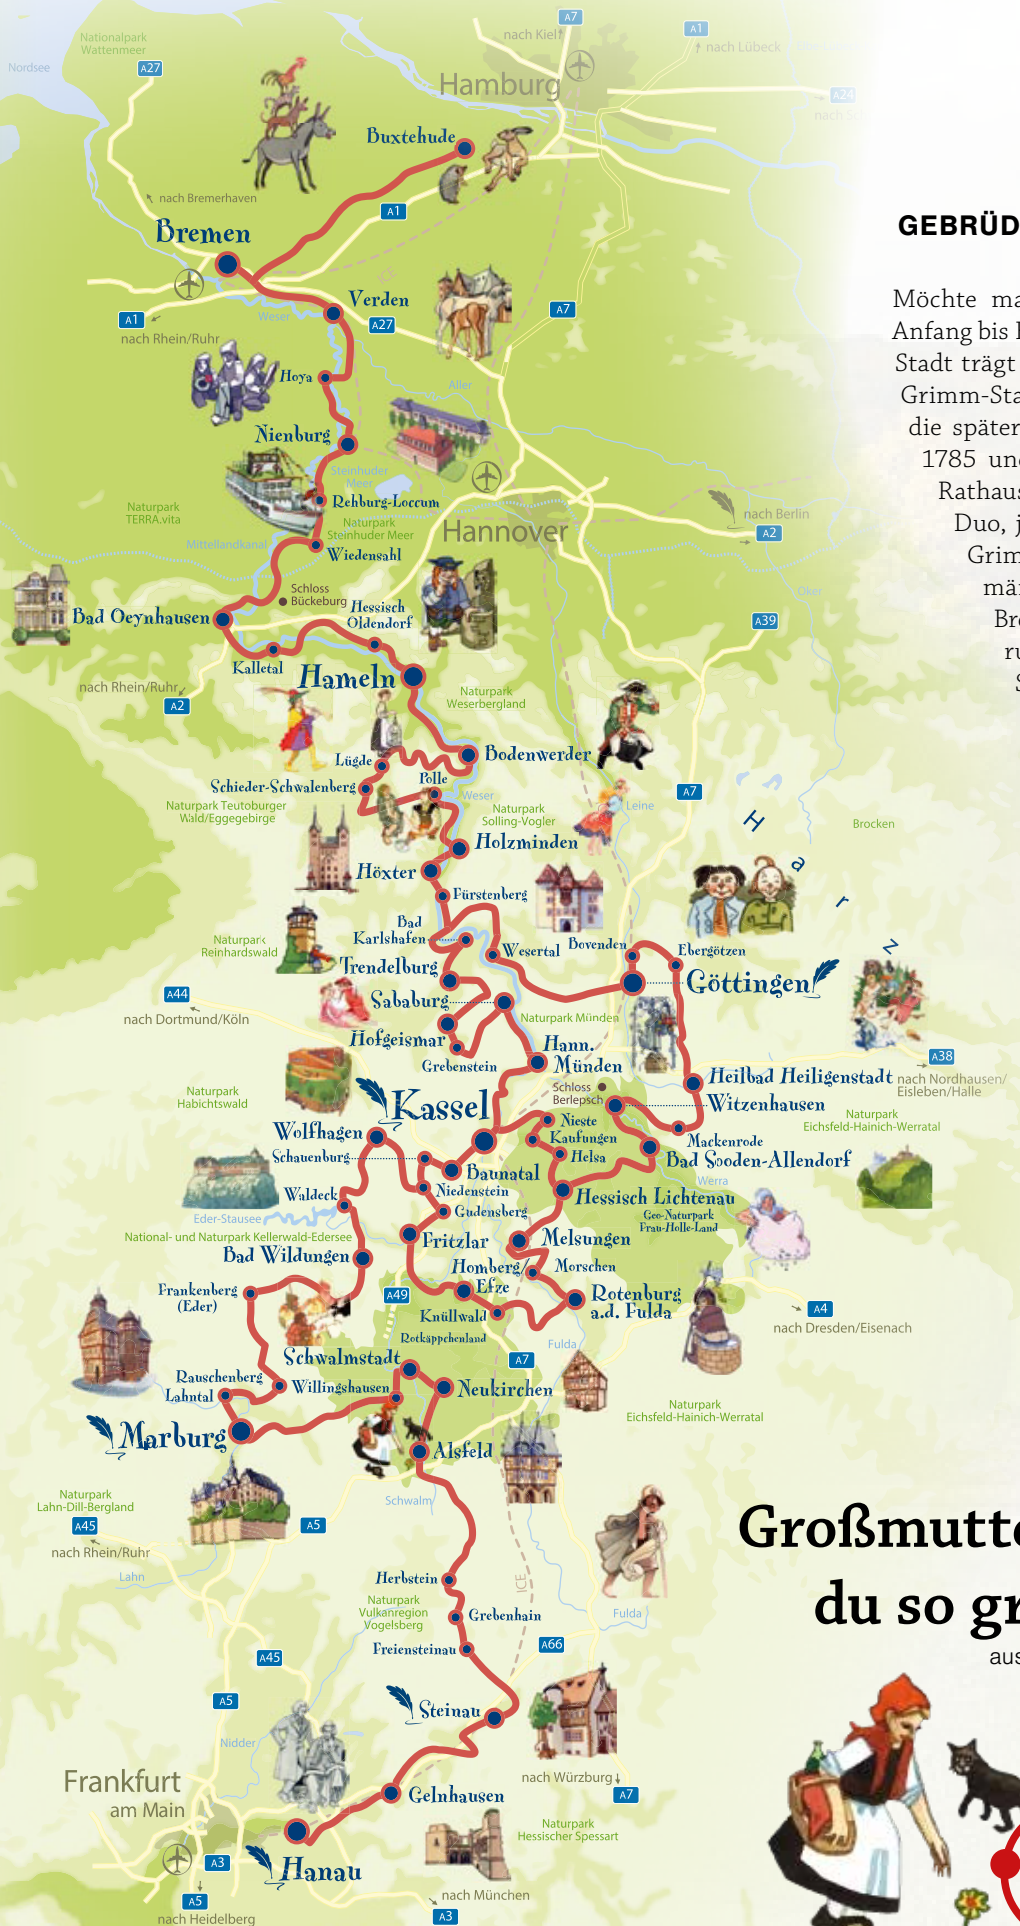 A7
A1
nach Kiel
nach Lübeck
Nationalpark
Wattenmeer
Nordsee
A27
Hamburg
A24
Buxtehude
nach Bremerhaven
A1
Bremen
GEBRÜD
ICE
Verden
Möchte ma
Weser
A1
A27
A7
Anfang bis
nach Rhein/Ruhr
Stadt trägt
Hoya
Aller
Grimm-Sta
die später
Nienburg
1785 und
Steinhuder
Meer
Rathaus
Rehburg-Loccum
Naturpark
TERRA.vita
nach Berlin
Duo, j
Naturpark
Steinhuder Meer
Hannover
A2
Mittellandkanal
Wiedensahl
Grim
Schloss
Bückeburg
Oker
mär
Hessisch
Oldendorf
Bad Oeynhausen
A39
Bre
Kalletal
ru
Hameln
nach Rhein/Ruhr
A2
Naturpark
Weserbergland
S
Bodenwerder
Lügde
Polle
Schieder-Schwalenberg
Weser
A7
Naturpark Teutoburger
Wald/Eggegebirge
Naturpark
Solling-Vogler
Leine
Harz
Brocken
Holzminden
Höxter
Fürstenberg
Bad
Karlshafen
Naturpark
Reinhardswald
Wesertal
Bovenden
Ebergötzen
Trendelburg
Göttingen
A44
Sababurg
nach Dortmund/Köln
Naturpark Münden
Hofgeismar
Hann.
Münden
Grebenstein
A38
Heilbad Heiligenstadt
nach Nordhausen/
Eisleben/Halle
Schloss
Berlepsch
Naturpark
Habichtswald
Kassel
Witzenhausen
Naturpark
Eichsfeld-Hainich-Werratal
Nieste
Wolfhagen
Kaufungen
Mackenrode
Schauenburg
Helsa
Bad Sooden-Allendorf
Baunatal
Werra
Waldeck
Niedenstein
Hessisch Lichtenau
Gudensberg
Geo-Naturpark
Frau-Holle-Land
Eder-Stausee
National- und Naturpark Kellerwald-Edersee
Fritzlar
Melsungen
Bad Wildungen
Homberg/
Efze
Morschen
Frankenberg
(Eder)
A49
Rotenburg
a.d. Fulda
A4
Knüllwald
nach Dresden/Eisenach
Rotkäppchenland
Fulda
Schwalmstadt
A7
Rauschenberg
Willingshausen
Neukirchen
Lahntal
Naturpark
Eichsfeld-Hainich-Werratal
Marburg
Alsfeld
Naturpark
Lahn-Dill-Bergland
Schwalm
A45
A5
Großmutte
nach Rhein/Ruhr
Lahn
Herbstein
ICE
Naturpark
Vulkanregion
Vogelsberg
Grebenhain
Fulda
du so gr
Freiensteinau
A66
aus
A45
A5
Steinau
Nidder
Frankfurt
am Main
nach Würzburg
A7
Gelnhausen
Naturpark
Hessischer Spessart
A3
Hanau
A5
nach München
nach Heidelberg
A3